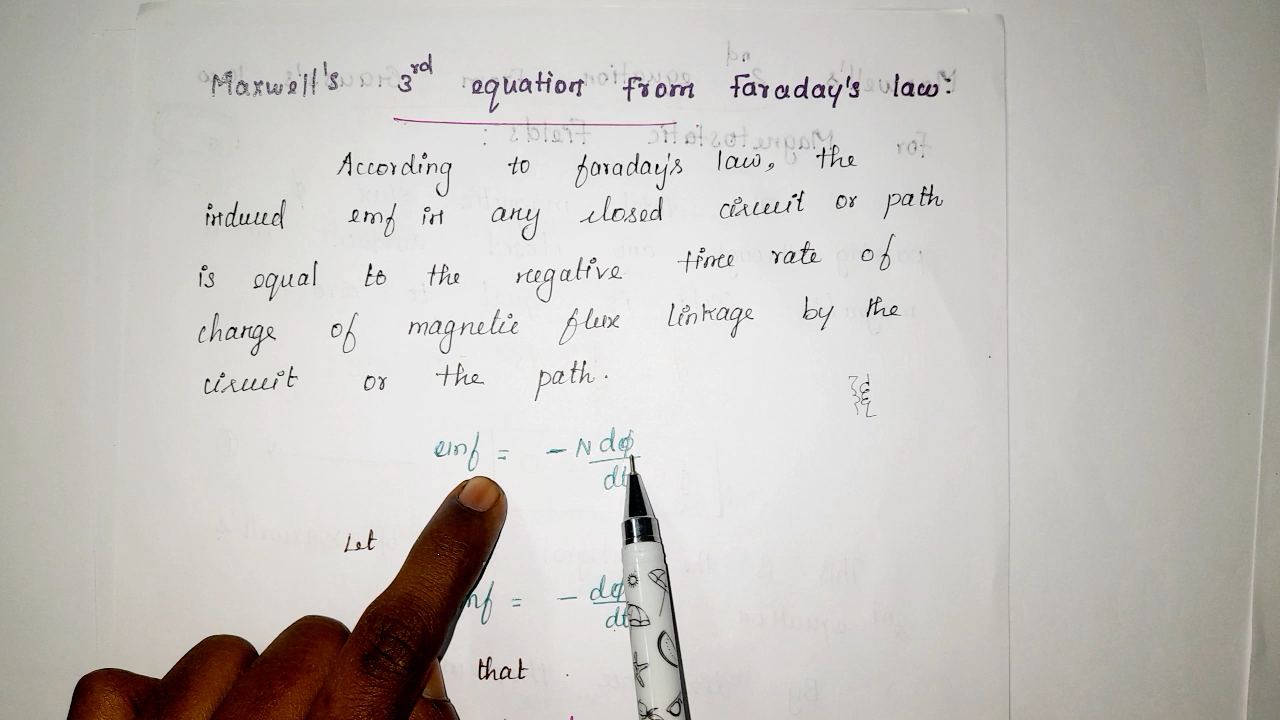 Maxwell's 3rd equation from faraday's law:
According to faraday's law, the
induced emf in any closed circuit or path
is equal to the negative time rate of
change of magnetic flux linkage by the
circuit or the path.
emf = - N dϕ/dt
Let
mf = - dϕ/dt
that